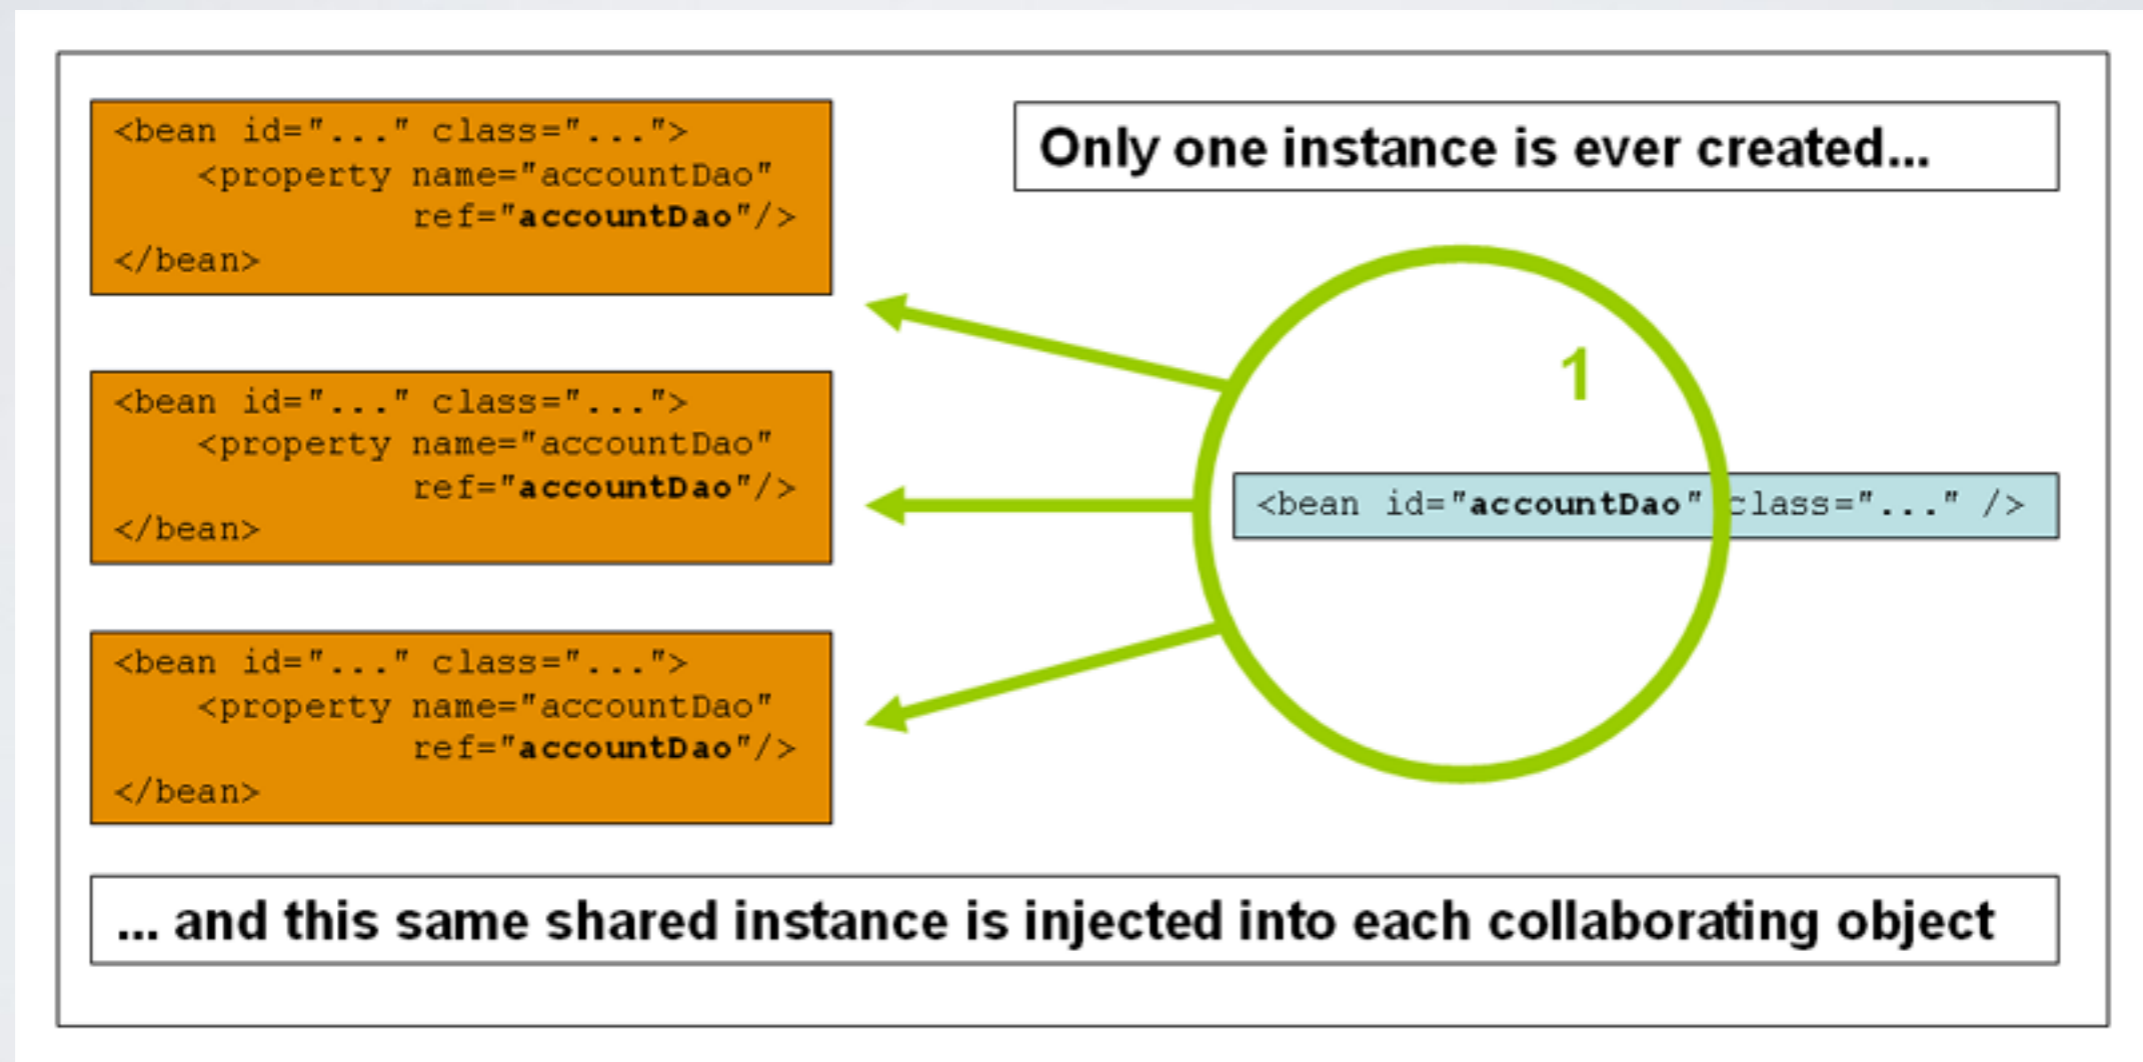 <bean id="..." class="...">
    <property name="accountDao"
              ref="accountDao"/>
</bean>
Only one instance is ever created...
<bean id="..." class="...">
    <property name="accountDao"
              ref="accountDao"/>
</bean>
1
<bean id="accountDao" class="..." />
<bean id="..." class="...">
    <property name="accountDao"
              ref="accountDao"/>
</bean>
... and this same shared instance is injected into each collaborating object